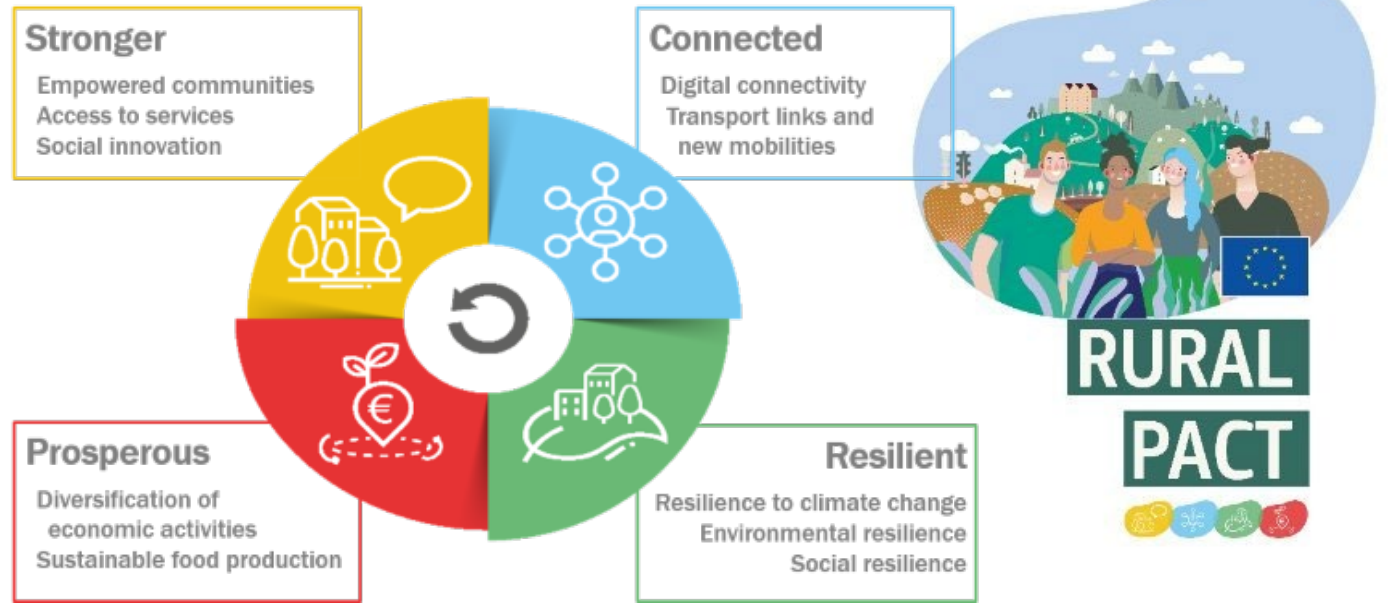 Stronger
Empowered communities
Access to services
Social innovation
Connected
Digital connectivity
Transport links and
new mobilities
Prosperous
Diversification of
economic activities
Sustainable food production
Resilient
Resilience to climate change
Environmental resilience
Social resilience
€
RURAL
PACT